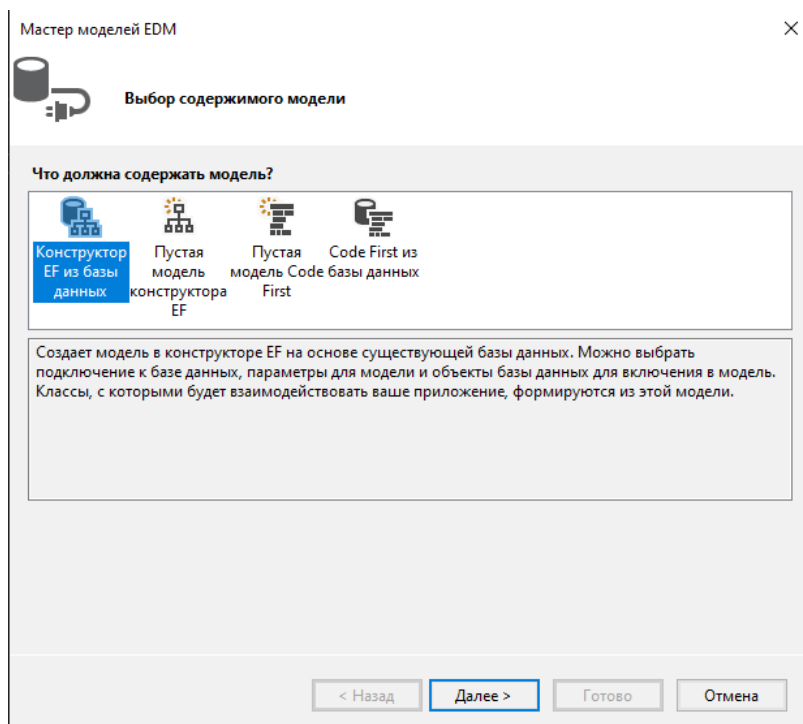 Мастер моделей EDM
Выбор содержимого модели
Что должна содержать модель?
Конструктор EF из базы данных
Пустая модель конструктора EF
Пустая модель Code First
Code First из базы данных
Создает модель в конструкторе EF на основе существующей базы данных. Можно выбрать
подключение к базе данных, параметры для модели и объекты базы данных для включения в модель.
Классы, с которыми будет взаимодействовать ваше приложение, формируются из этой модели.
< Назад
Далее >
Готово
Отмена